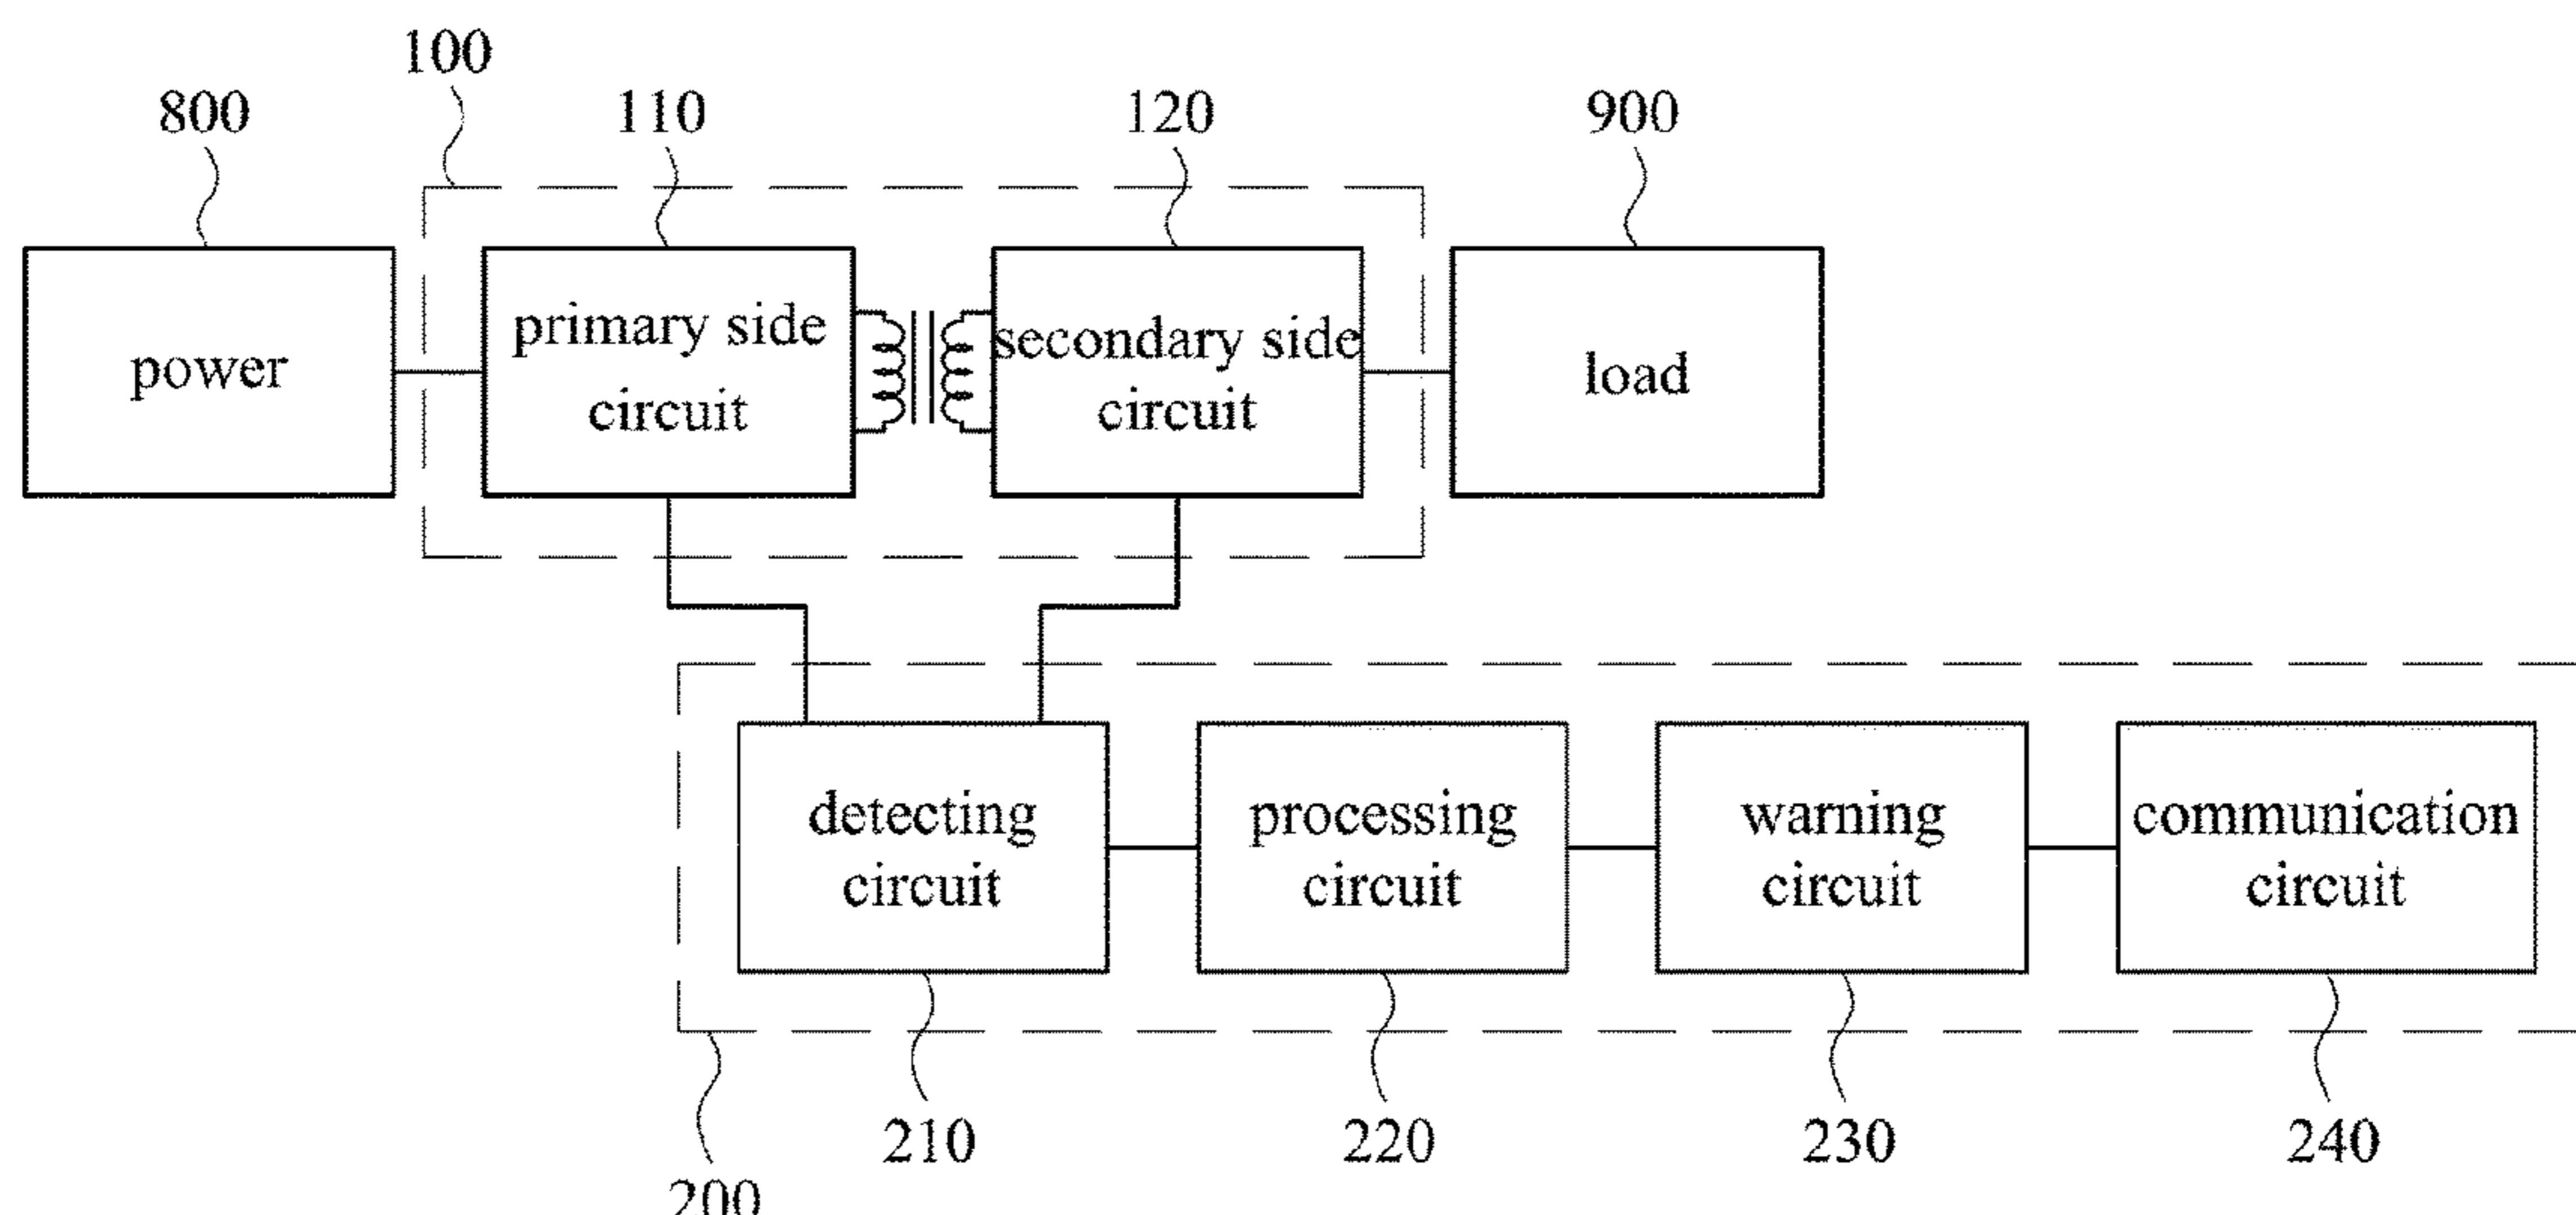 100
800
110
120
900
power
primary side
circuit
secondary side
circuit
load
detecting
circuit
processing
circuit
warning
circuit
communication
circuit
210
220
230
240
200